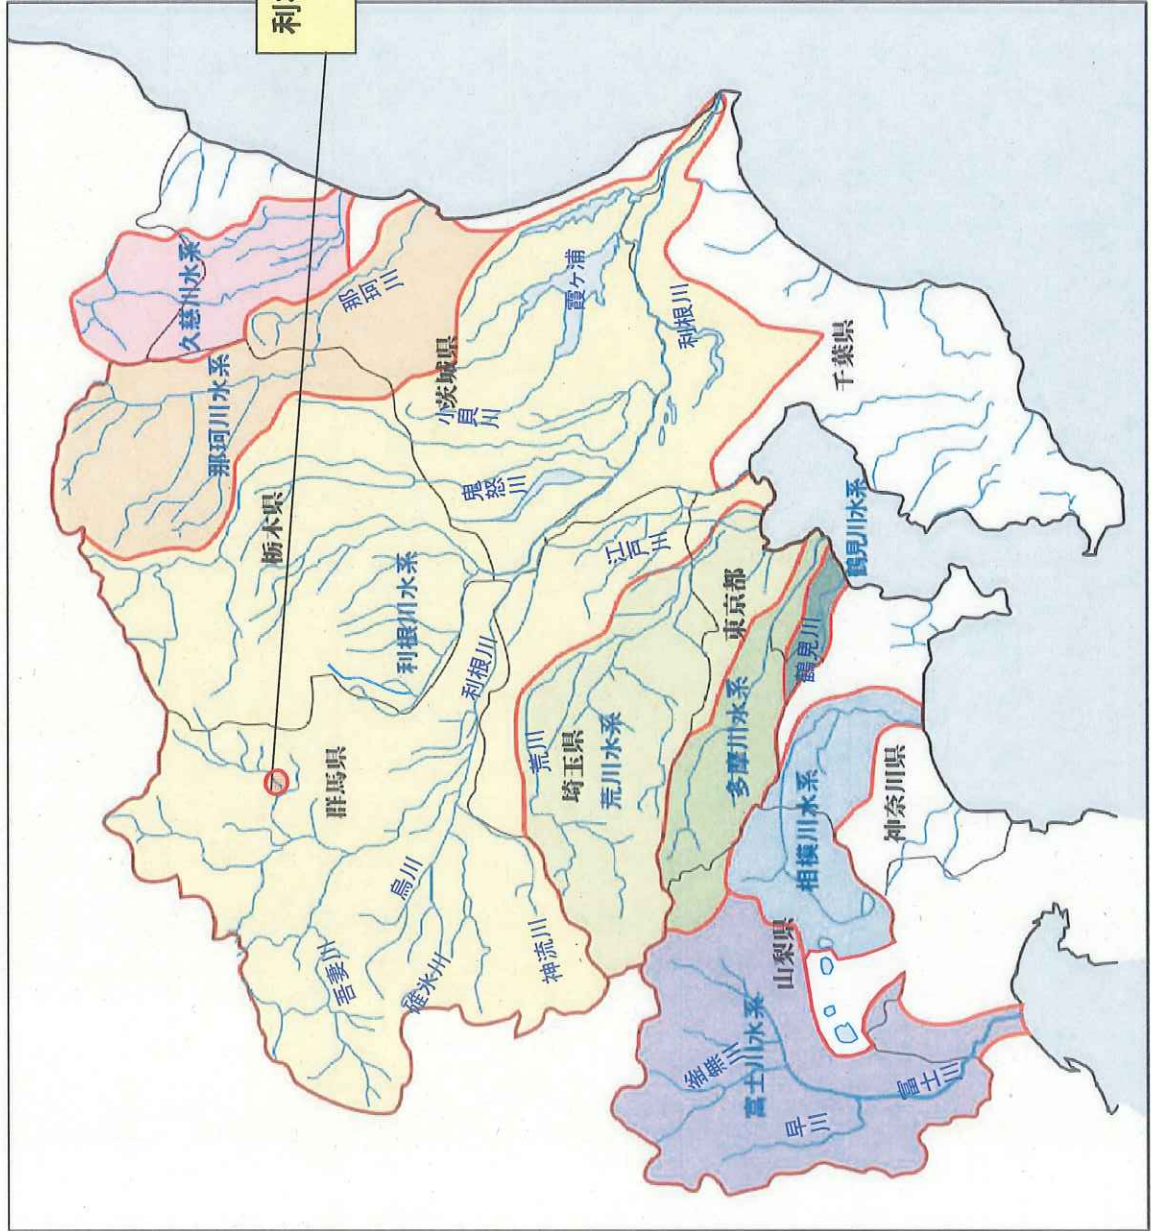 利
久慈川水系
那珂川
那珂川水系
茨城県
霞ヶ浦
利根川
千葉県
小貝川
鬼怒川
栃木県
利根川水系
江戸川
東京都
鶴見川水系
鶴見川
利根川
荒川
埼玉県
荒川水系
多摩川水系
群馬県
相模川水系
神奈川県
烏川
吾妻川
碓氷川
神流川
山梨県
富士川水系
釜無川
早川
富士川